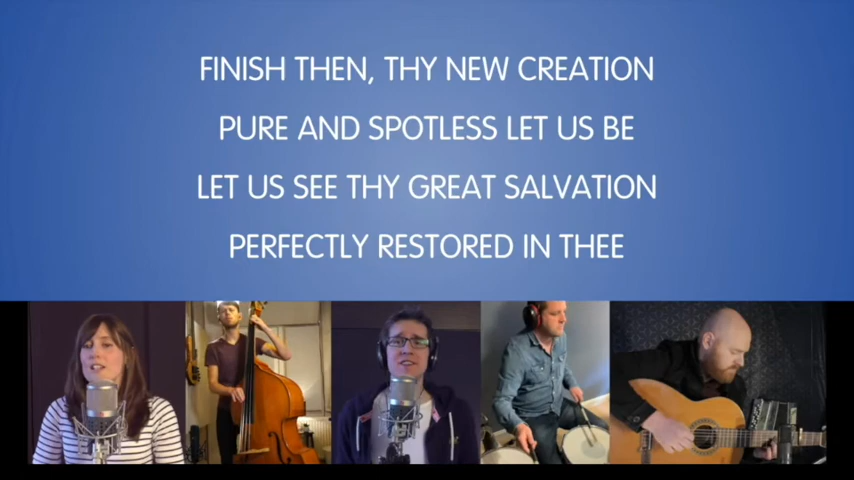 FINISH THEN, THY NEW CREATION
PURE AND SPOTLESS LET US BE
LET US SEE THY GREAT SALVATION
PERFECTLY RESTORED IN THEE